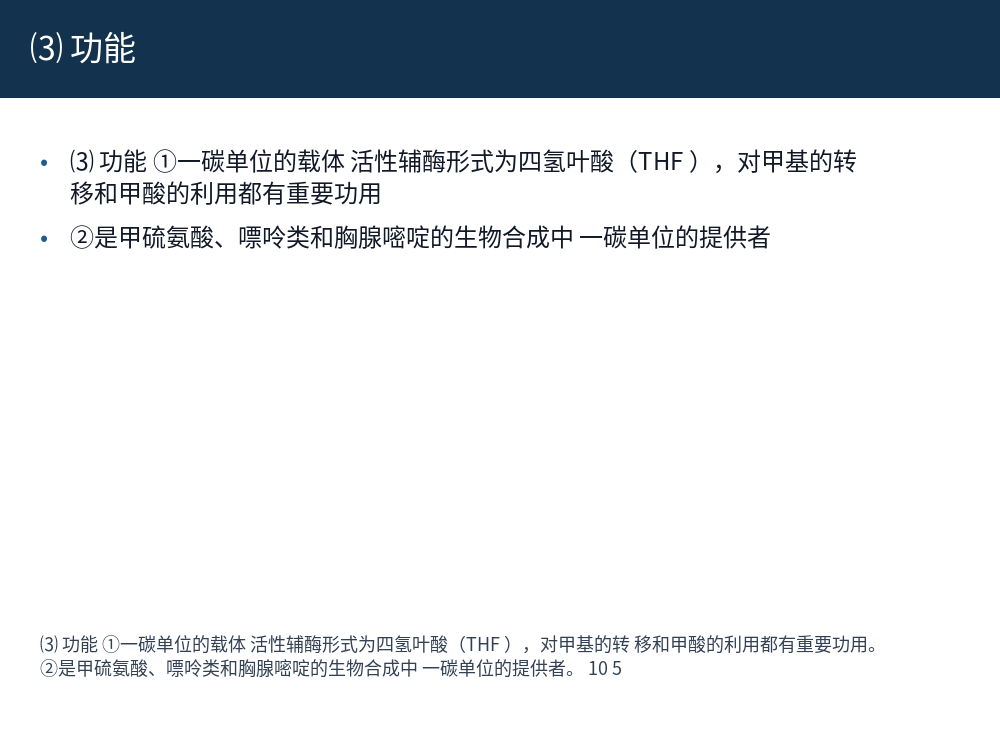 ⑶ 功能
• ⑶ 功能 ①一碳单位的载体 活性辅酶形式为四氢叶酸（THF ），对甲基的转
移和甲酸的利用都有重要功用
• ②是甲硫氨酸、嘌呤类和胸腺嘧啶的生物合成中 一碳单位的提供者
⑶ 功能 ①一碳单位的载体 活性辅酶形式为四氢叶酸（THF ），对甲基的转 移和甲酸的利用都有重要功用。
②是甲硫氨酸、嘌呤类和胸腺嘧啶的生物合成中 一碳单位的提供者。 10 5